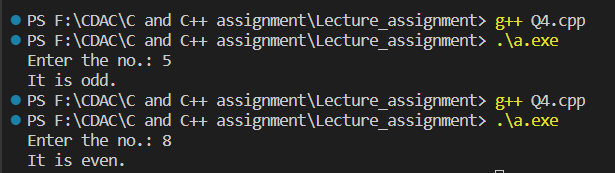 PS F:\CDAC\C and C++ assignment\Lecture_assignment> g++ Q4.cpp
PS F:\CDAC\C and C++ assignment\Lecture_assignment> .\a.exe
Enter the no.: 5
It is odd.
PS F:\CDAC\C and C++ assignment\Lecture_assignment> g++ Q4.cpp
PS F:\CDAC\C and C++ assignment\Lecture_assignment> .\a.exe
Enter the no.: 8
It is even.